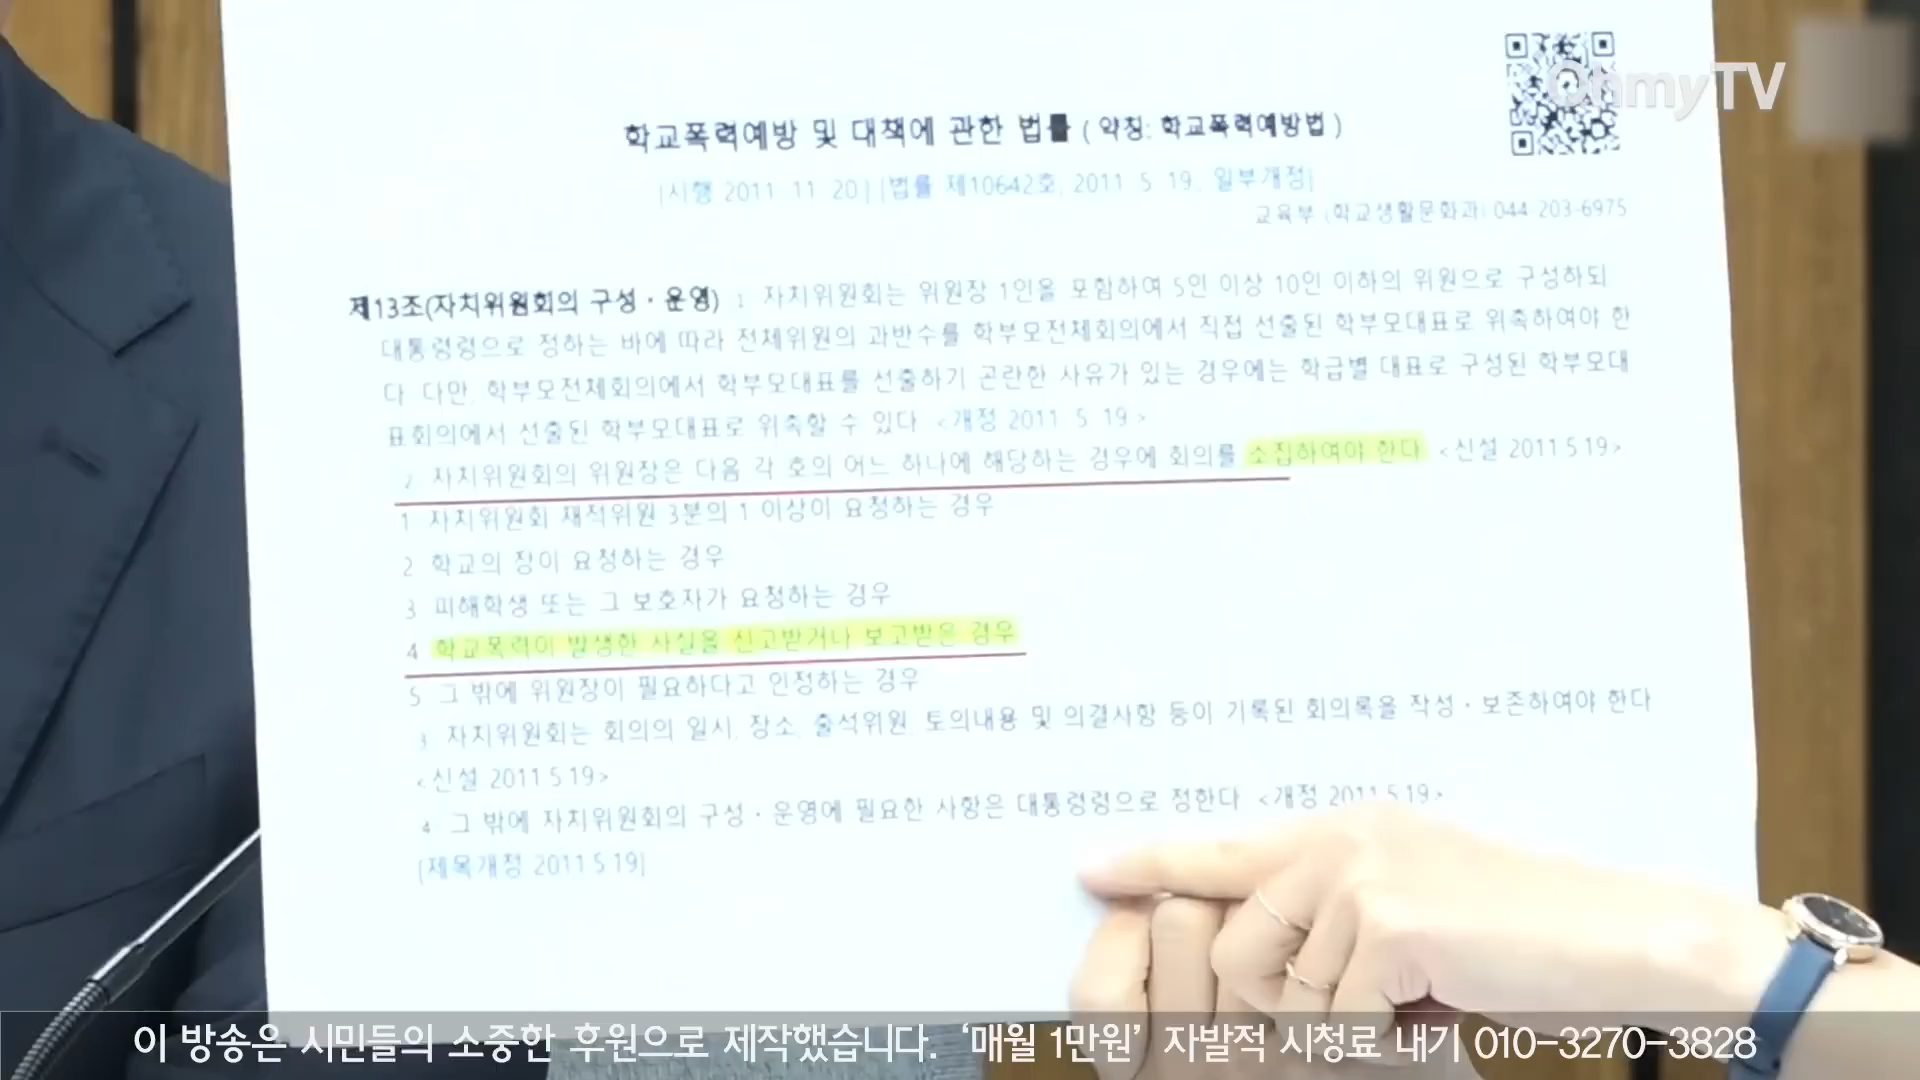 OhmyTV
학교폭력예방 및 대책에 관한 법률 ( 약칭: 학교폭력예방법 )
[시행 2011. 11. 20.] [법률 제10642호, 2011. 5. 19., 일부개정]
교육부 (학교생활문화과) 044-203-6975
제13조(자치위원회의 구성ㆍ운영) ① 자치위원회는 위원장 1인을 포함하여 5인 이상 10인 이하의 위원으로 구성하되
대통령령으로 정하는 바에 따라 전체위원의 과반수를 학부모전체회의에서 직접 선출된 학부모대표로 위촉하여야 한
다. 다만, 학부모전체회의에서 학부모대표를 선출하기 곤란한 사유가 있는 경우에는 학급별 대표로 구성된 학부모대
표회의에서 선출된 학부모대표로 위촉할 수 있다. <개정 2011. 5. 19.>
② 자치위원회의 위원장은 다음 각 호의 어느 하나에 해당하는 경우에 회의를 소집하여야 한다. <신설 2011.5.19>
1. 자치위원회 재적위원 3분의 1 이상이 요청하는 경우
2. 학교의 장이 요청하는 경우
3. 피해학생 또는 그 보호자가 요청하는 경우
4. 학교폭력이 발생한 사실을 신고받거나 보고받은 경우
5. 그 밖에 위원장이 필요하다고 인정하는 경우
③ 자치위원회는 회의의 일시, 장소, 출석위원, 토의내용 및 의결사항 등이 기록된 회의록을 작성ㆍ보존하여야 한다.
<신설 2011.5.19>
④ 그 밖에 자치위원회의 구성ㆍ운영에 필요한 사항은 대통령령으로 정한다. <개정 2011.5.19>
[제목개정 2011.5.19]
이 방송은 시민들의 소중한 후원으로 제작했습니다. ‘매월 1만원’ 자발적 시청료 내기 010-3270-3828